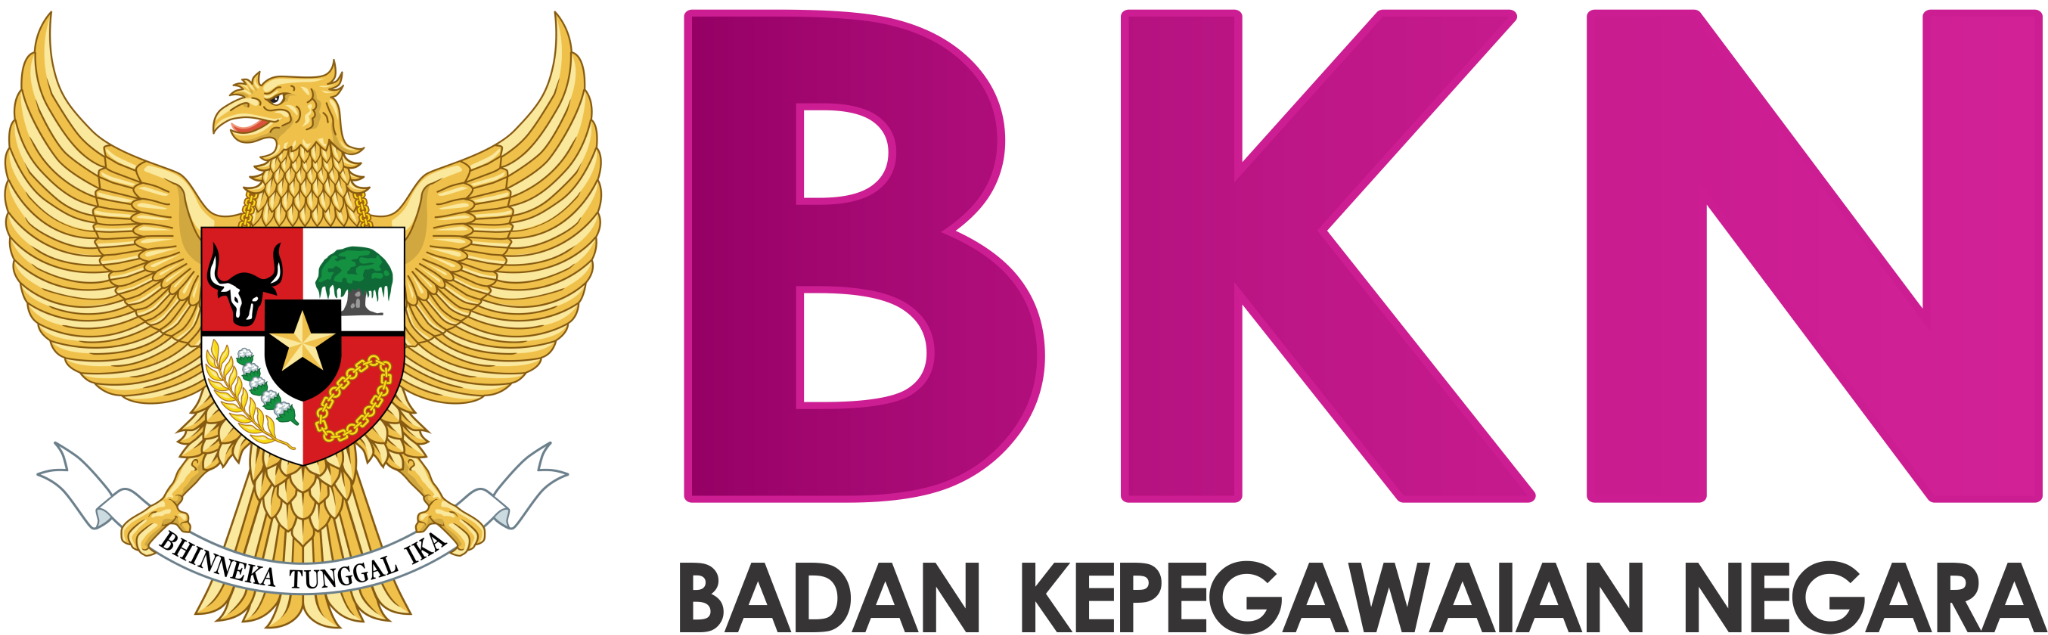 BHINNEKA TUNGGAL IKA
BKN
BADAN KEPEGAWAIAN NEGARA